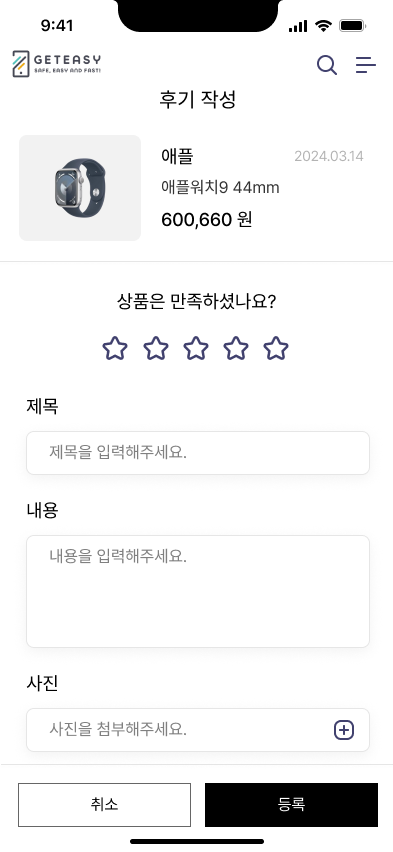 9:41
GETEASY
SAFE, EASY AND FAST!
후기 작성
애플
2024.03.14
애플워치9 44mm
600,660 원
상품은 만족하셨나요?
제목
제목을 입력해주세요.
내용
내용을 입력해주세요.
사진
사진을 첨부해주세요.
취소
등록